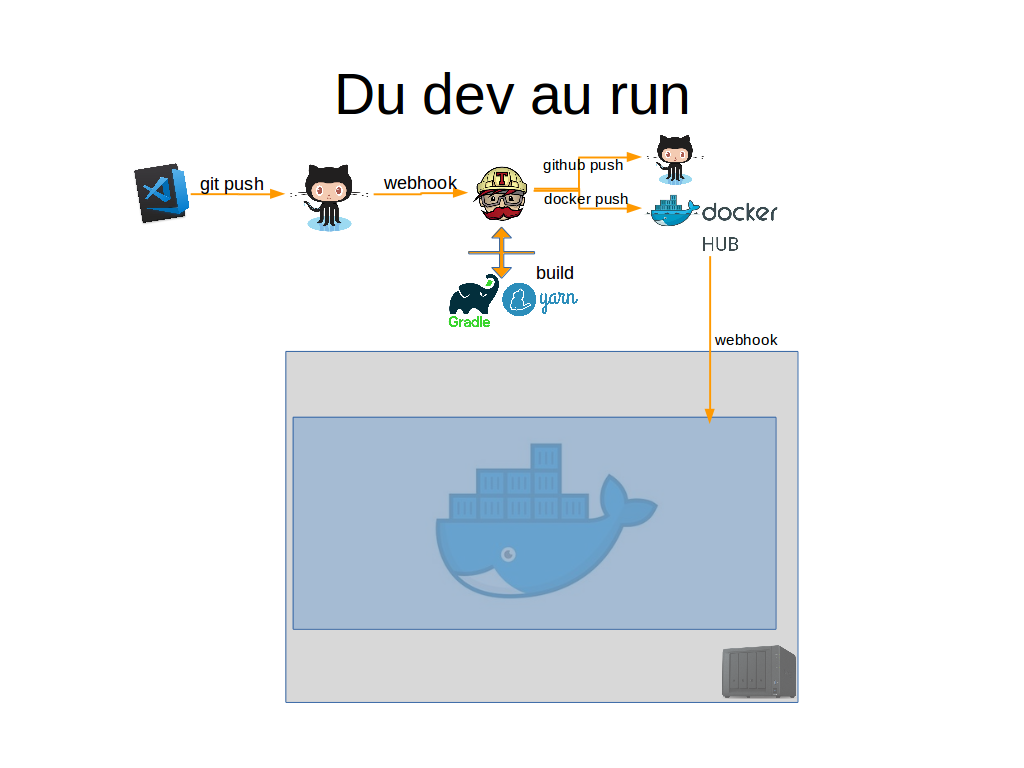 Du dev au run
git push
webhook
T
github push
docker push
docker
HUB
build
Gradle
yarn
webhook